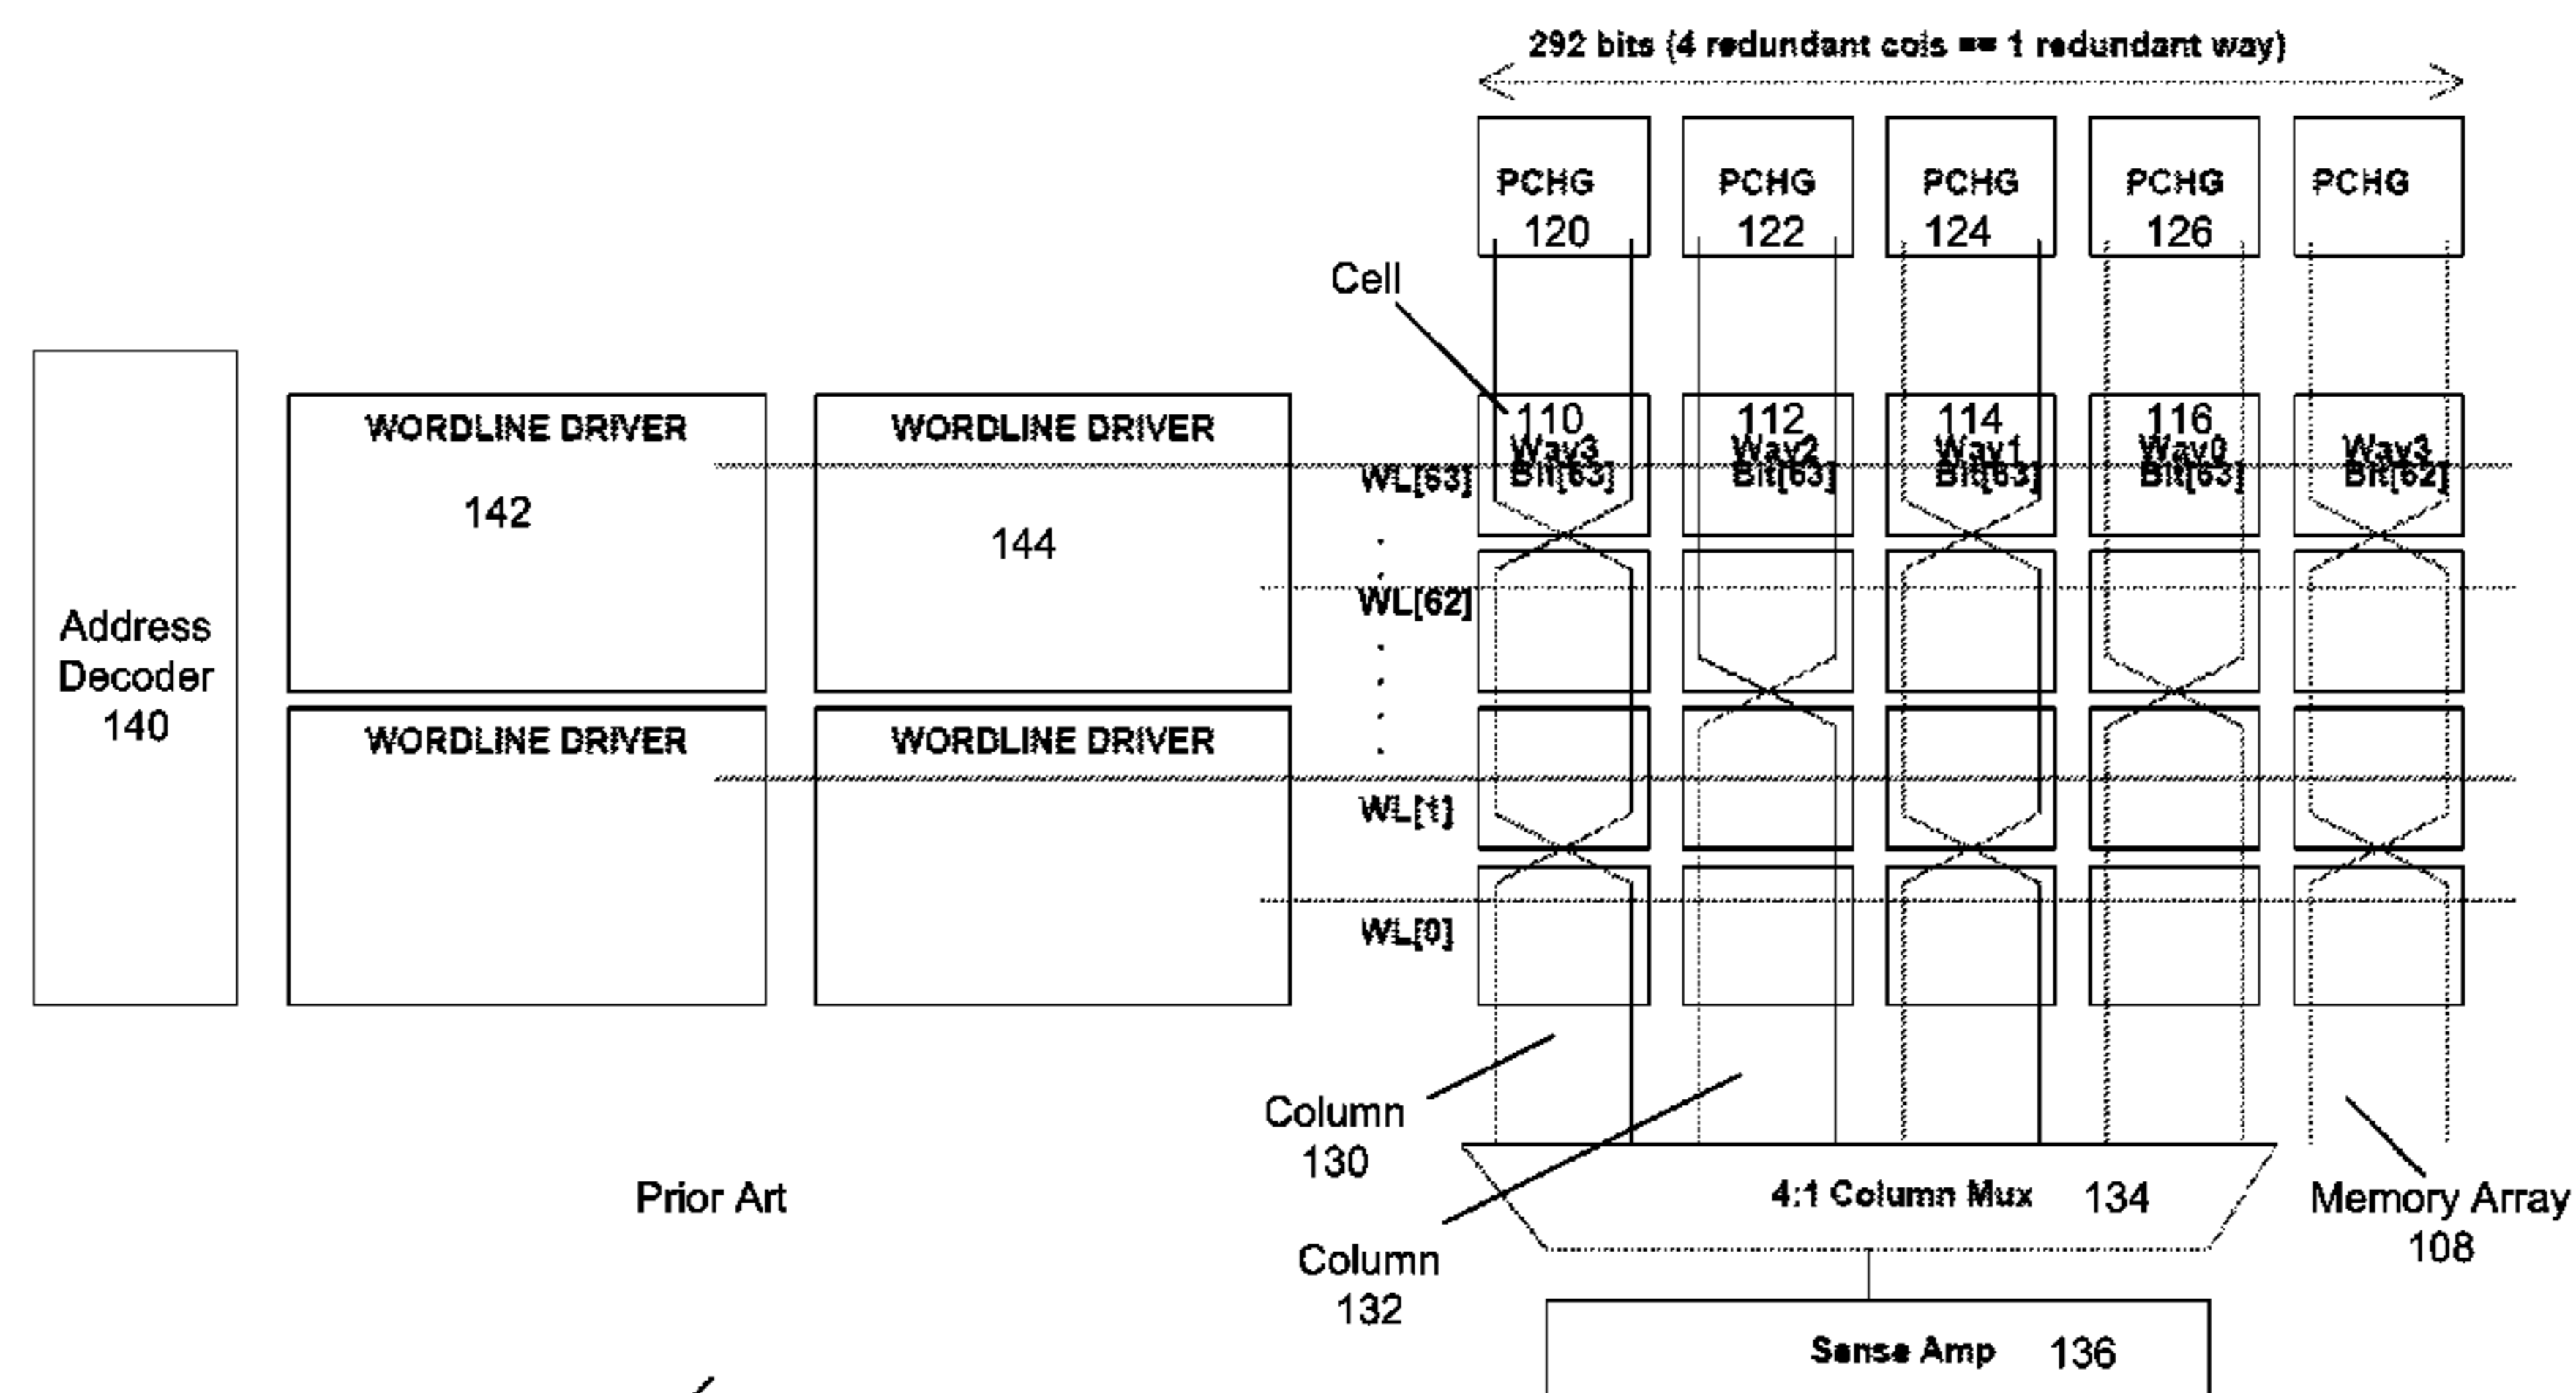 292 bits (4 redundant cols == 1 redundant way)
PCHG
120
PCHG
122
PCHG
124
PCHG
126
PCHG
Cell
Address
Decoder
140
WORDLINE DRIVER
142
WORDLINE DRIVER
144
WORDLINE DRIVER
WORDLINE DRIVER
WL[63]
WL[62]
WL[1]
WL[0]
110
Way3
Bit[63]
112
Way2
Bit[63]
114
Way1
Bit[63]
116
Way0
Bit[63]
Way3
Bit[62]
Column
130
Column
132
Prior Art
4:1 Column Mux 134
Memory Array
108
Sense Amp 136